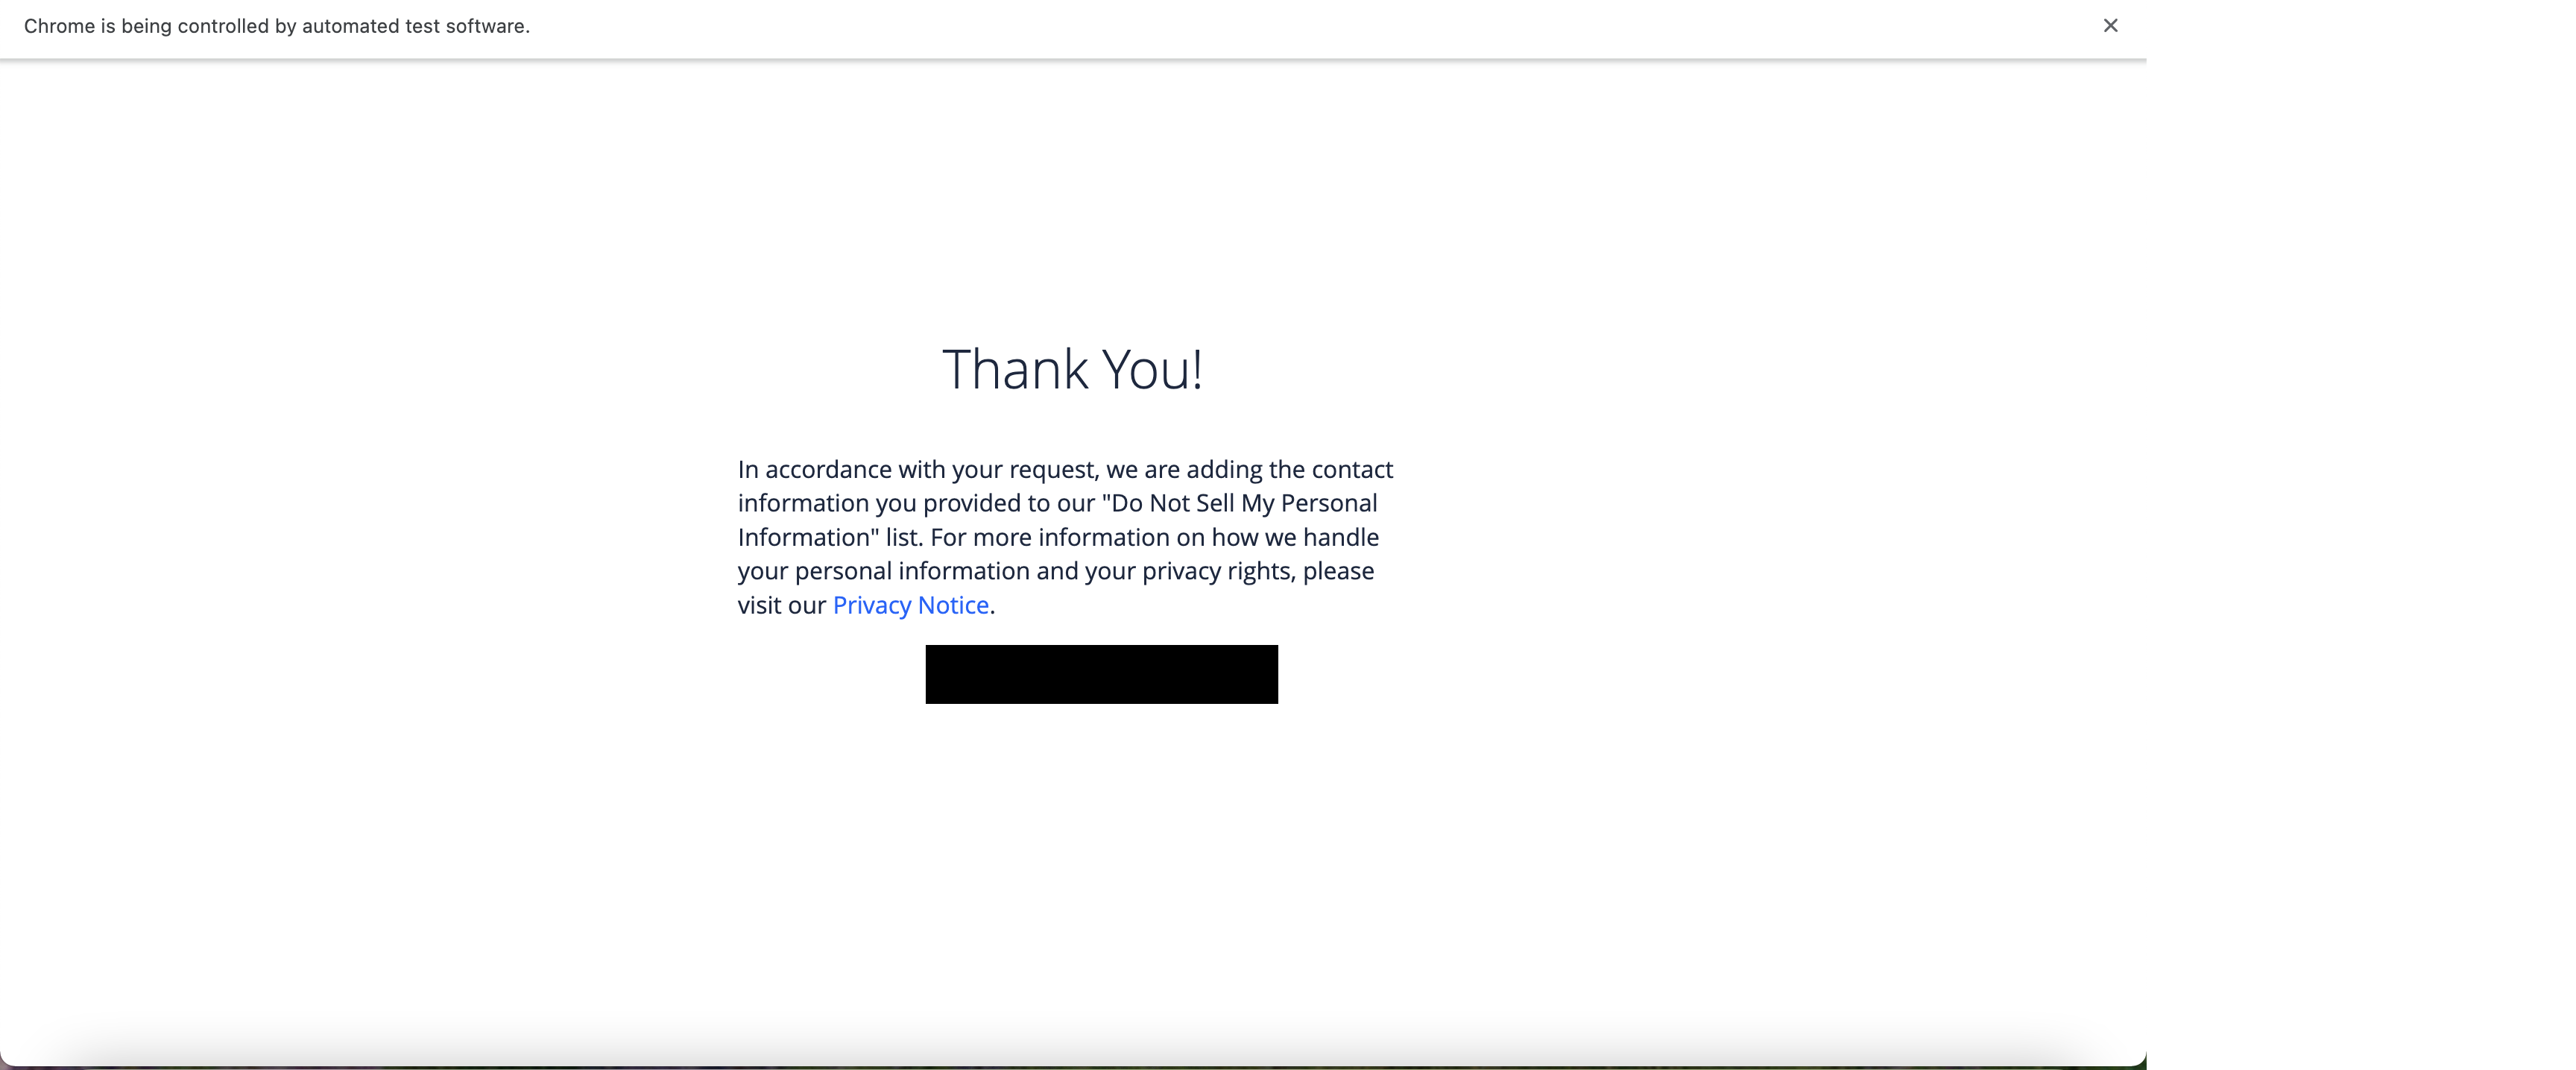 Chrome is being controlled by automated test software.
Thank You!
In accordance with your request, we are adding the contact
information you provided to our "Do Not Sell My Personal
Information" list. For more information on how we handle
your personal information and your privacy rights, please
visit our Privacy Notice.